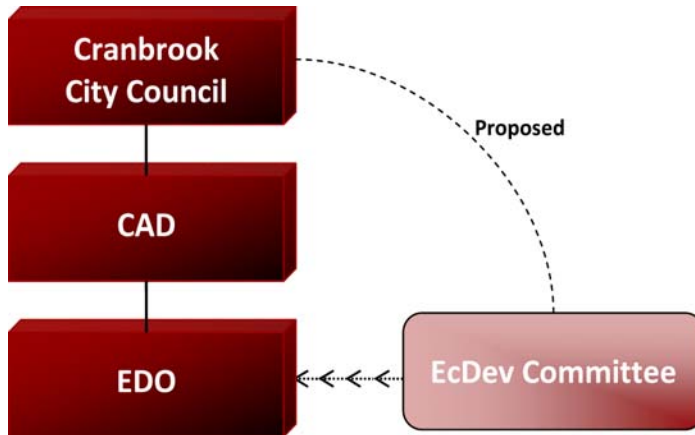 Cranbrook
City Council
Proposed
CAD
EDO
EcDev Committee